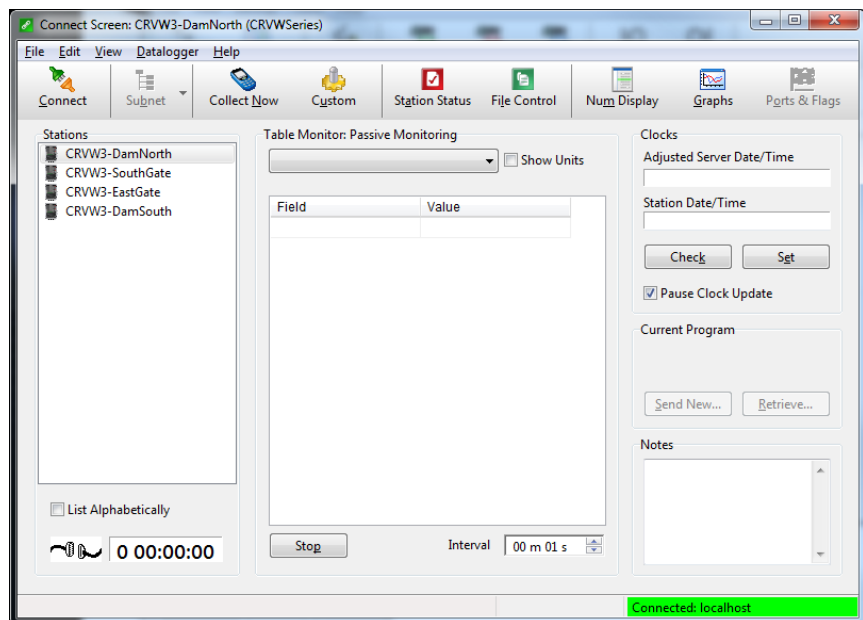 Connect Screen: CRVW3-DamNorth (CRVWSeries)
File Edit View Datalogger Help
Connect Subnet Collect Now Custom Station Status File Control Num Display Graphs Ports & Flags
Stations
CRVW3-DamNorth
CRVW3-SouthGate
CRVW3-EastGate
CRVW3-DamSouth
List Alphabetically
0 00:00:00
Table Monitor: Passive Monitoring
Show Units
Field Value
Stop Interval 00 m 01 s
Clocks
Adjusted Server Date/Time
Station Date/Time
Check Set
Pause Clock Update
Current Program
Send New... Retrieve...
Notes
Connected: localhost